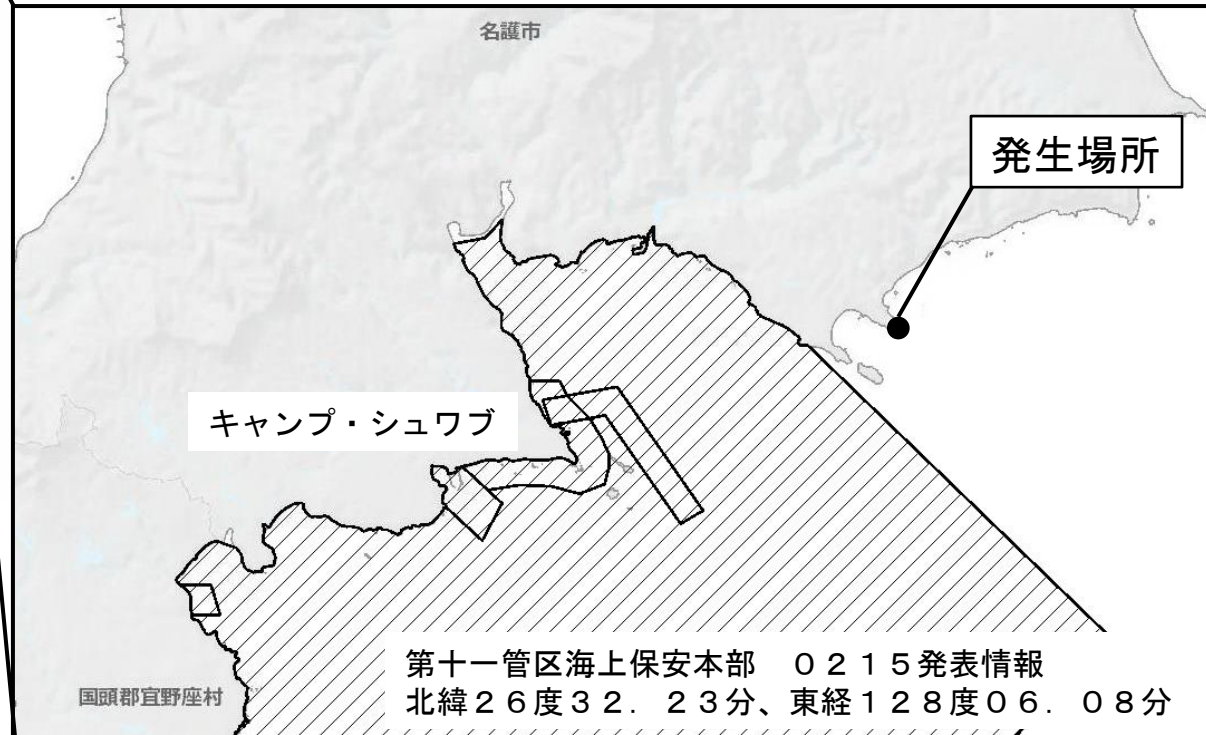 名護市
発生場所
キャンプ・シュワブ
第十一管区海上保安本部　０２１５発表情報
北緯２６度３２．２３分、東経１２８度０６．０８分
国頭郡宜野座村